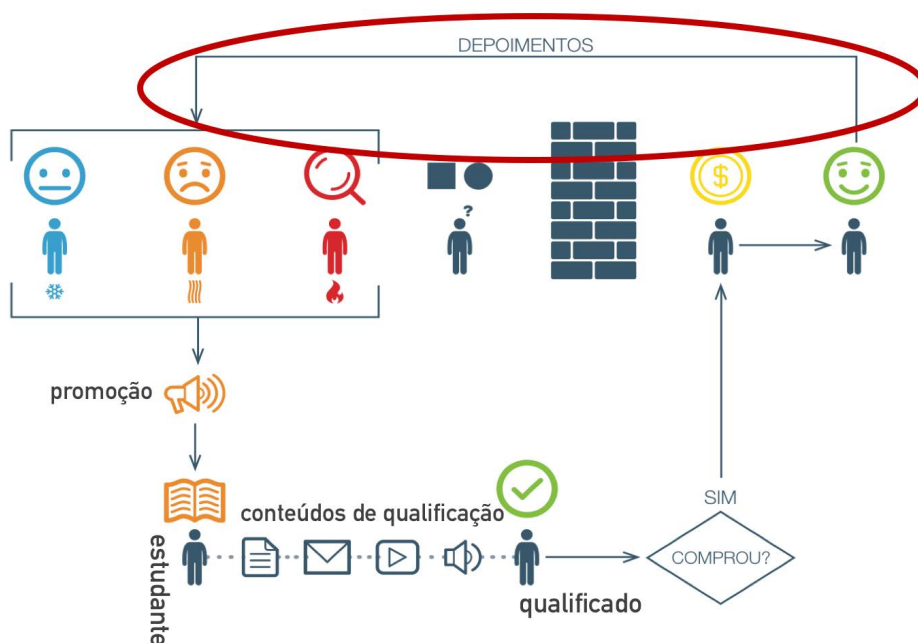 DEPOIMENTOS
?
$
promoção
conteúdos de qualificação
estudante
SIM
COMPROU?
qualificado